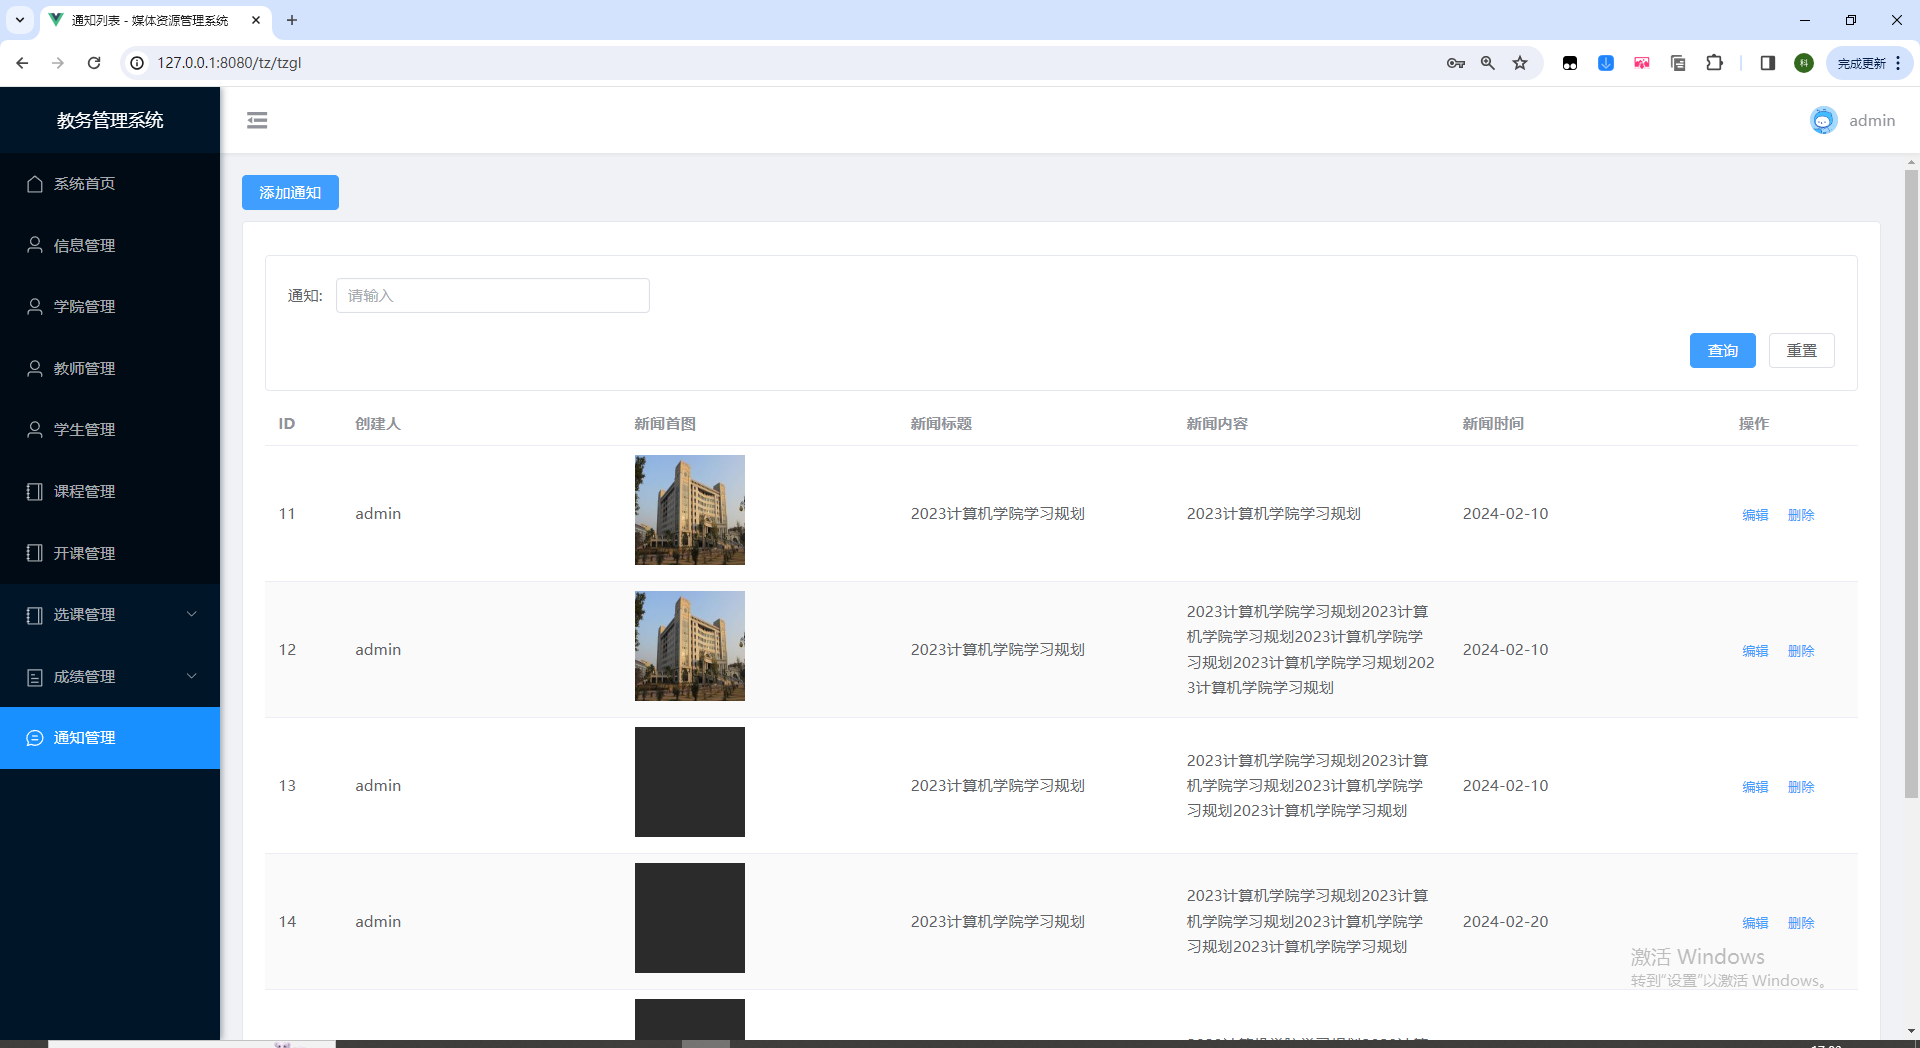 通知列表 - 媒体资源管理系统
127.0.0.1:8080/tz/tzgl
科
完成更新
教务管理系统
admin
系统首页
信息管理
学院管理
教师管理
学生管理
课程管理
开课管理
选课管理
成绩管理
通知管理
添加通知
通知: 请输入
查询 重置
ID 创建人 新闻首图 新闻标题 新闻内容 新闻时间 操作
11 admin 2023计算机学院学习规划 2023计算机学院学习规划 2024-02-10 编辑 删除
2023计算机学院学习规划2023计算
机学院学习规划2023计算机学院学
12 admin 2023计算机学院学习规划 2024-02-10 编辑 删除
习规划2023计算机学院学习规划202
3计算机学院学习规划
2023计算机学院学习规划2023计算
13 admin 2023计算机学院学习规划 机学院学习规划2023计算机学院学 2024-02-10 编辑 删除
习规划2023计算机学院学习规划
2023计算机学院学习规划2023计算
14 admin 2023计算机学院学习规划 机学院学习规划2023计算机学院学 2024-02-20 编辑 删除
习规划2023计算机学院学习规划
激活 Windows
转到“设置”以激活 Windows。